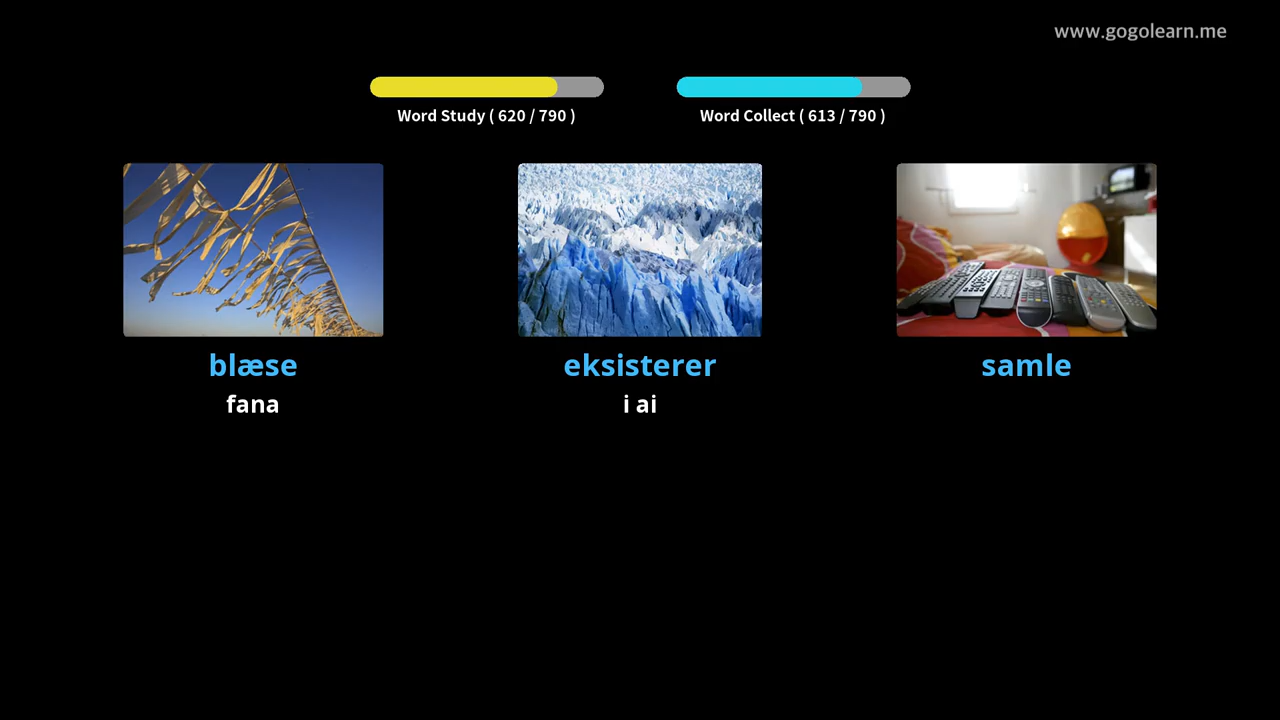 www.gogolearn.me
Word Study ( 620 / 790 )
Word Collect ( 613 / 790 )
blæse
eksisterer
samle
fana
i ai